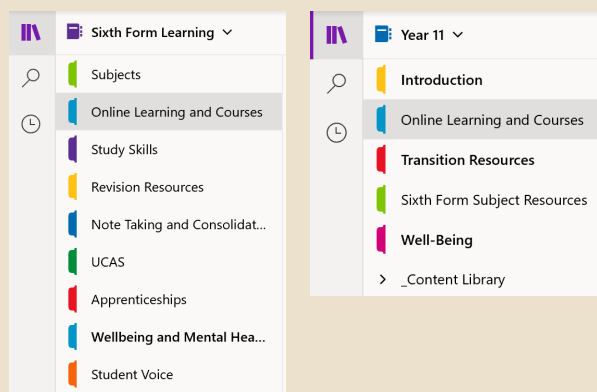 Sixth Form Learning
Subjects
Online Learning and Courses
Study Skills
Revision Resources
Note Taking and Consolidat...
UCAS
Apprenticeships
Wellbeing and Mental Hea...
Student Voice
Year 11
Introduction
Online Learning and Courses
Transition Resources
Sixth Form Subject Resources
Well-Being
_Content Library